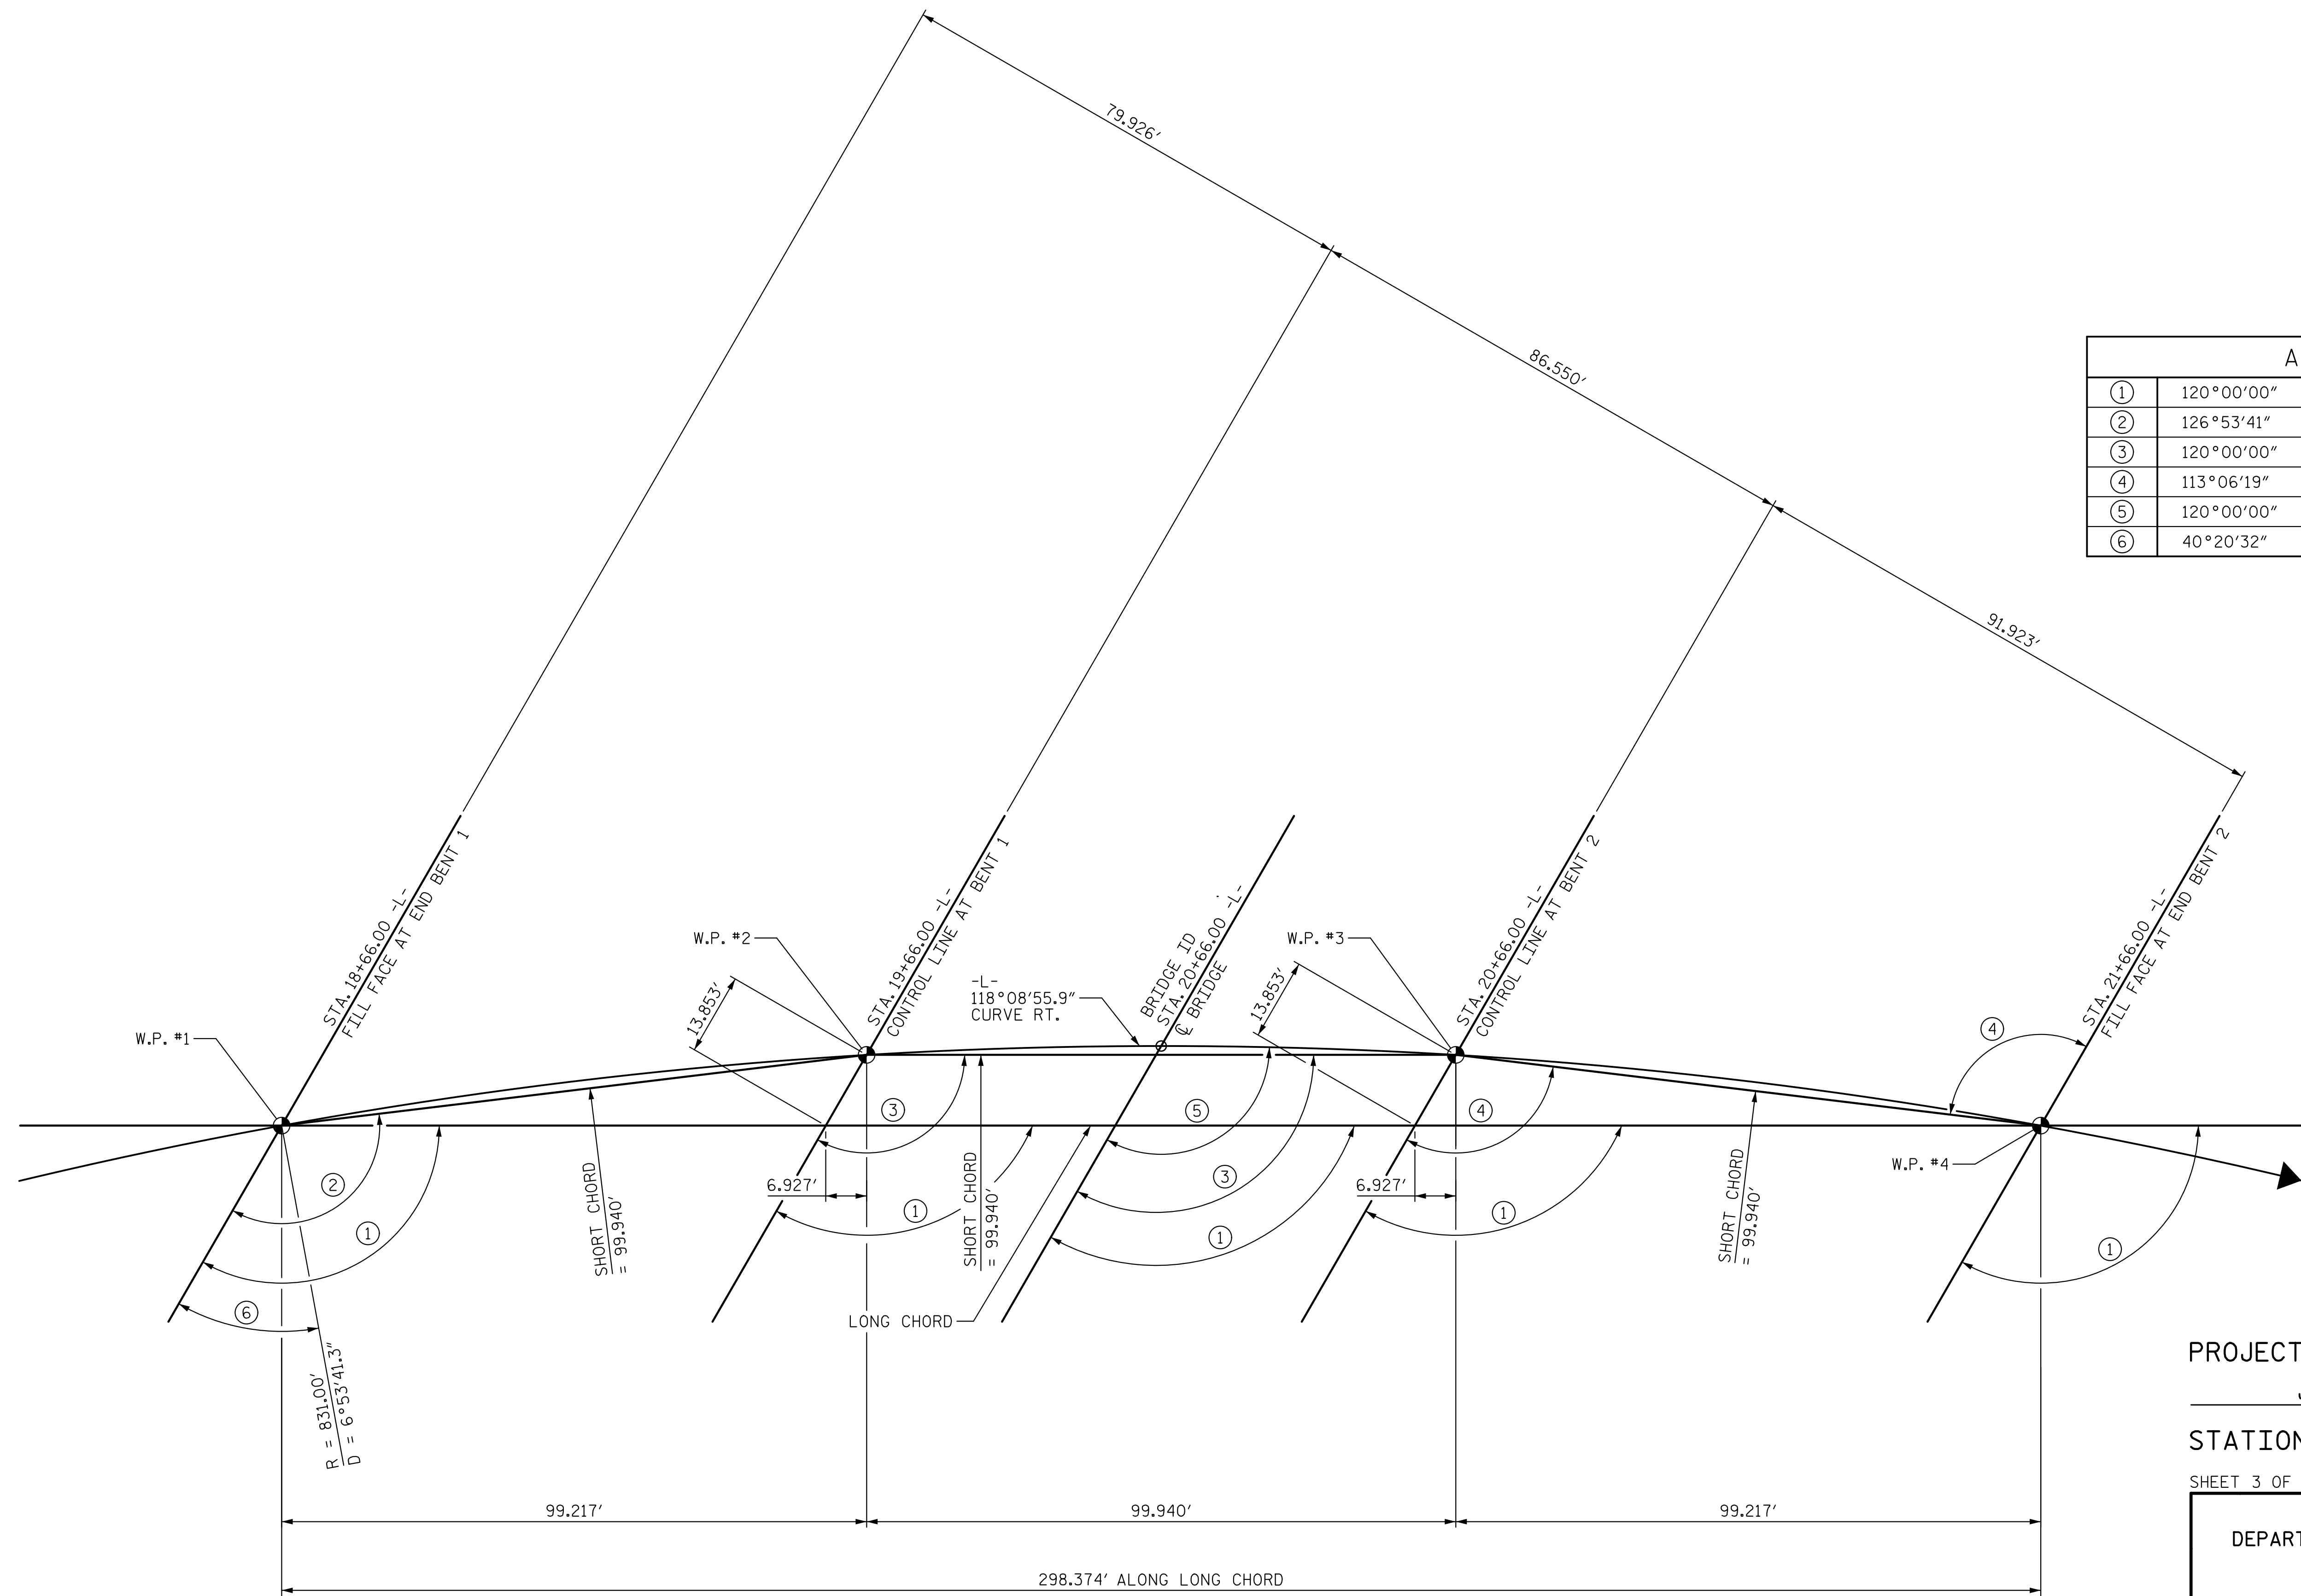 79.926′
86.550′
91.923′
A
① 120°00′00″
② 126°53′41″
③ 120°00′00″
④ 113°06′19″
⑤ 120°00′00″
⑥ 40°20′32″
W.P. #1
STA. 18+66.00 -L-
FILL FACE AT END BENT 1
W.P. #2
13.853′
STA. 19+66.00 -L-
CONTROL LINE AT BENT 1
-L-
118°08′55.9″
CURVE RT.
BRIDGE ID
STA. 20+66.00 -L-
℄ BRIDGE
W.P. #3
13.853′
STA. 20+66.00 -L-
CONTROL LINE AT BENT 2
STA. 21+66.00 -L-
FILL FACE AT END BENT 2
④
W.P. #4
②
①
⑥
R = 831.00′
D = 6°53′41.3″
SHORT CHORD
= 99.940′
③
6.927′
①
SHORT CHORD
= 99.940′
LONG CHORD
⑤
③
①
④
6.927′
①
SHORT CHORD
= 99.940′
①
99.217′
99.940′
99.217′
298.374′ ALONG LONG CHORD
PROJECT
STATION
SHEET 3 OF
DEPART